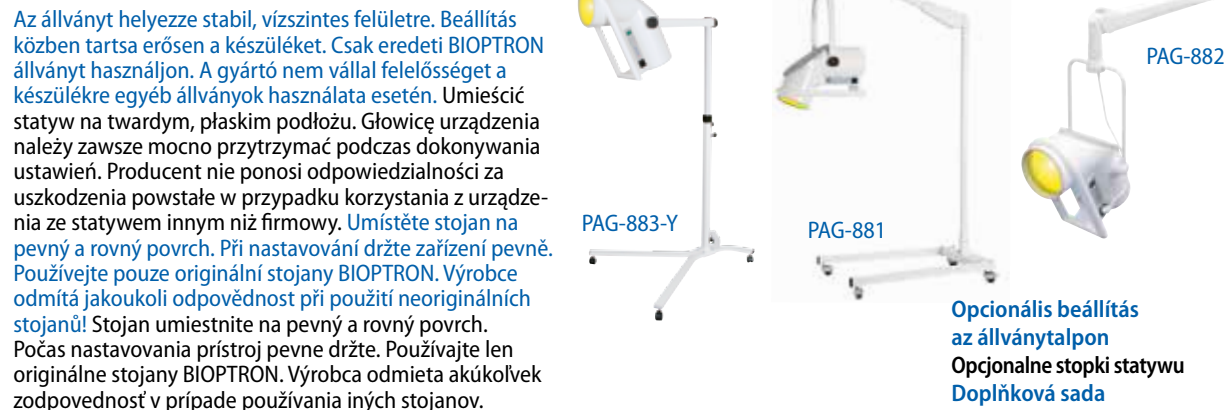 Az állványt helyezze stabil, vízszintes felületre. Beállítás
közben tartsa erősen a készüléket. Csak eredeti BIOPTRON
állványt használjon. A gyártó nem vállal felelősséget a
készülékre egyéb állványok használata esetén. Umieścić
statyw na twardym, płaskim podłożu. Głowicę urządzenia
należy zawsze mocno przytrzymać podczas dokonywania
ustawień. Producent nie ponosi odpowiedzialności za
uszkodzenia powstałe w przypadku korzystania z urządze-
nia ze statywem innym niż firmowy. Umístěte stojan na
pevný a rovný povrch. Při nastavování držte zařízení pevně.
Používejte pouze originální stojany BIOPTRON. Výrobce
odmítá jakoukoli odpovědnost při použití neoriginálních
stojanů! Stojan umiestnite na pevný a rovný povrch.
Počas nastavovania prístroj pevne držte. Používajte len
originálne stojany BIOPTRON. Výrobca odmieta akúkoľvek
zodpovednosť v prípade používania iných stojanov.
PAG-883-Y
PAG-881
PAG-882
Opcionális beállítás
az állványtalpon
Opcjonalne stopki statywu
Doplňková sada